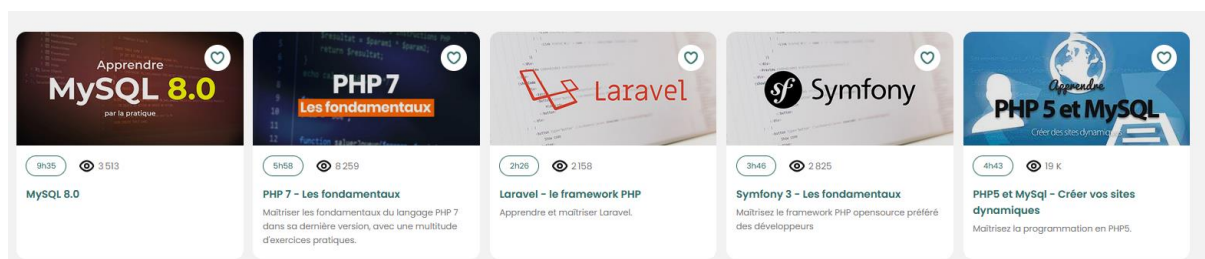 Apprendre
MySQL 8.0
par la pratique
9h35
3 513
MySQL 8.0
PHP 7
Les fondamentaux
5h58
8 259
PHP 7 - Les fondamentaux
Maîtriser les fondamentaux du langage PHP 7
dans sa dernière version, avec une multitude
d'exercices pratiques.
Laravel
2h26
2 158
Laravel - le framework PHP
Apprendre et maîtriser Laravel.
sf Symfony
3h46
2 825
Symfony 3 - Les fondamentaux
Maîtrisez le framework PHP opensource préféré
des développeurs
Apprendre
PHP 5 et MySQL
Créer des sites dynamiques
4h43
19 K
PHP5 et MySql - Créer vos sites
dynamiques
Maîtrisez la programmation en PHP5.